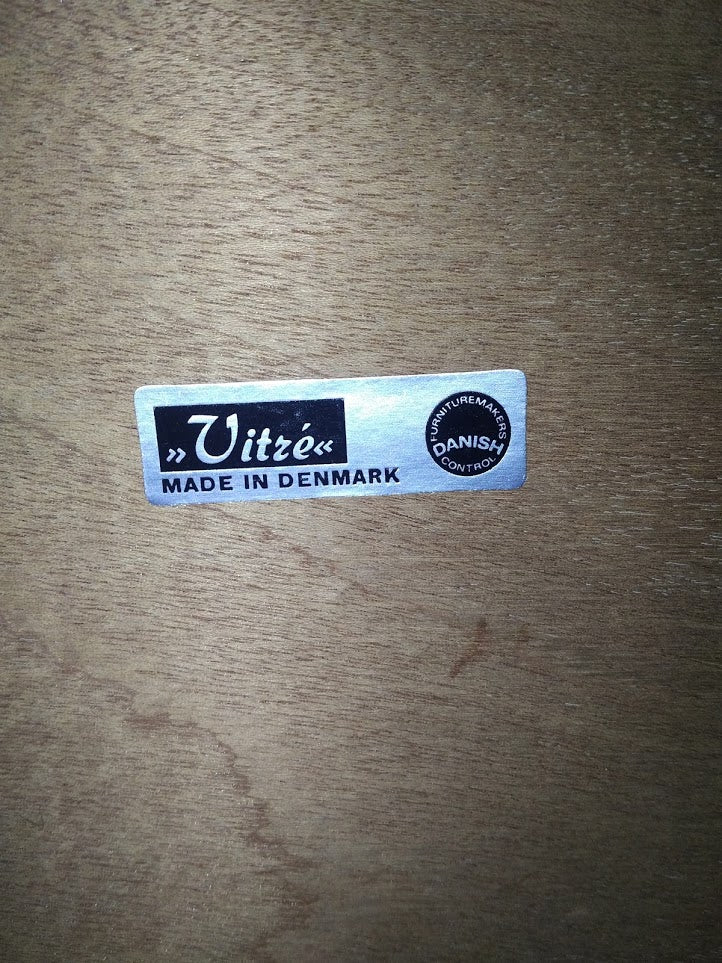 »Vitré«
MADE IN DENMARK
FURNITUREMAKERS
DANISH
CONTROL